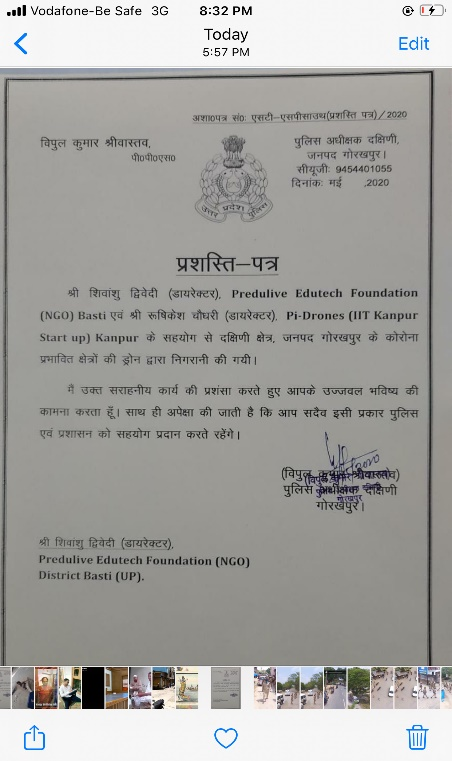 Vodafone-Be Safe 3G 8:32 PM
Today
5:57 PM
Edit
अशा०पत्र सं०: एसटी-एसपीसाउथ(प्रशस्ति पत्र)/2020
विपुल कुमार श्रीवास्तव,
पी०पी०एस०
पुलिस अधीक्षक दक्षिणी,
जनपद गोरखपुर।
सीयूजी: 9454401055
दिनांक: मई ,2020
उत्तर प्रदेश पुलिस
प्रशस्ति-पत्र
श्री शिवांशु द्विवेदी (डायरेक्टर), Predulive Edutech Foundation
(NGO) Basti एवं श्री रूषिकेश चौधरी (डायरेक्टर), Pi-Drones (IIT Kanpur
Start up) Kanpur के सहयोग से दक्षिणी क्षेत्र, जनपद गोरखपुर के कोरोना
प्रभावित क्षेत्रों की ड्रोन द्वारा निगरानी की गयी।
मैं उक्त सराहनीय कार्य की प्रशंसा करते हुए आपके उज्जवल भविष्य की
कामना करता हूँ। साथ ही अपेक्षा की जाती है कि आप सदैव इसी प्रकार पुलिस
एवं प्रशासन को सहयोग प्रदान करते रहेंगे।
(विपुल कुमार श्रीवास्तव)
पुलिस अधीक्षक दक्षिणी
गोरखपुर।
श्री शिवांशु द्विवेदी (डायरेक्टर),
Predulive Edutech Foundation (NGO)
District Basti (UP).